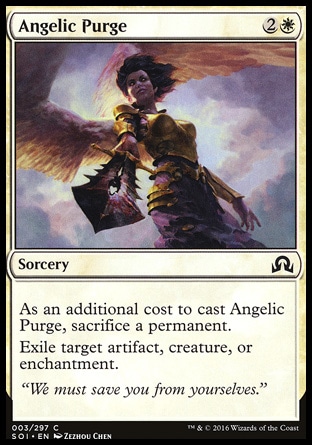 Angelic Purge 2
Sorcery
As an additional cost to cast Angelic
Purge, sacrifice a permanent.
Exile target artifact, creature, or
enchantment.
“We must save you from yourselves.”
003/297 C
SOI • EN Zezhou Chen
™ & © 2016 Wizards of the Coast